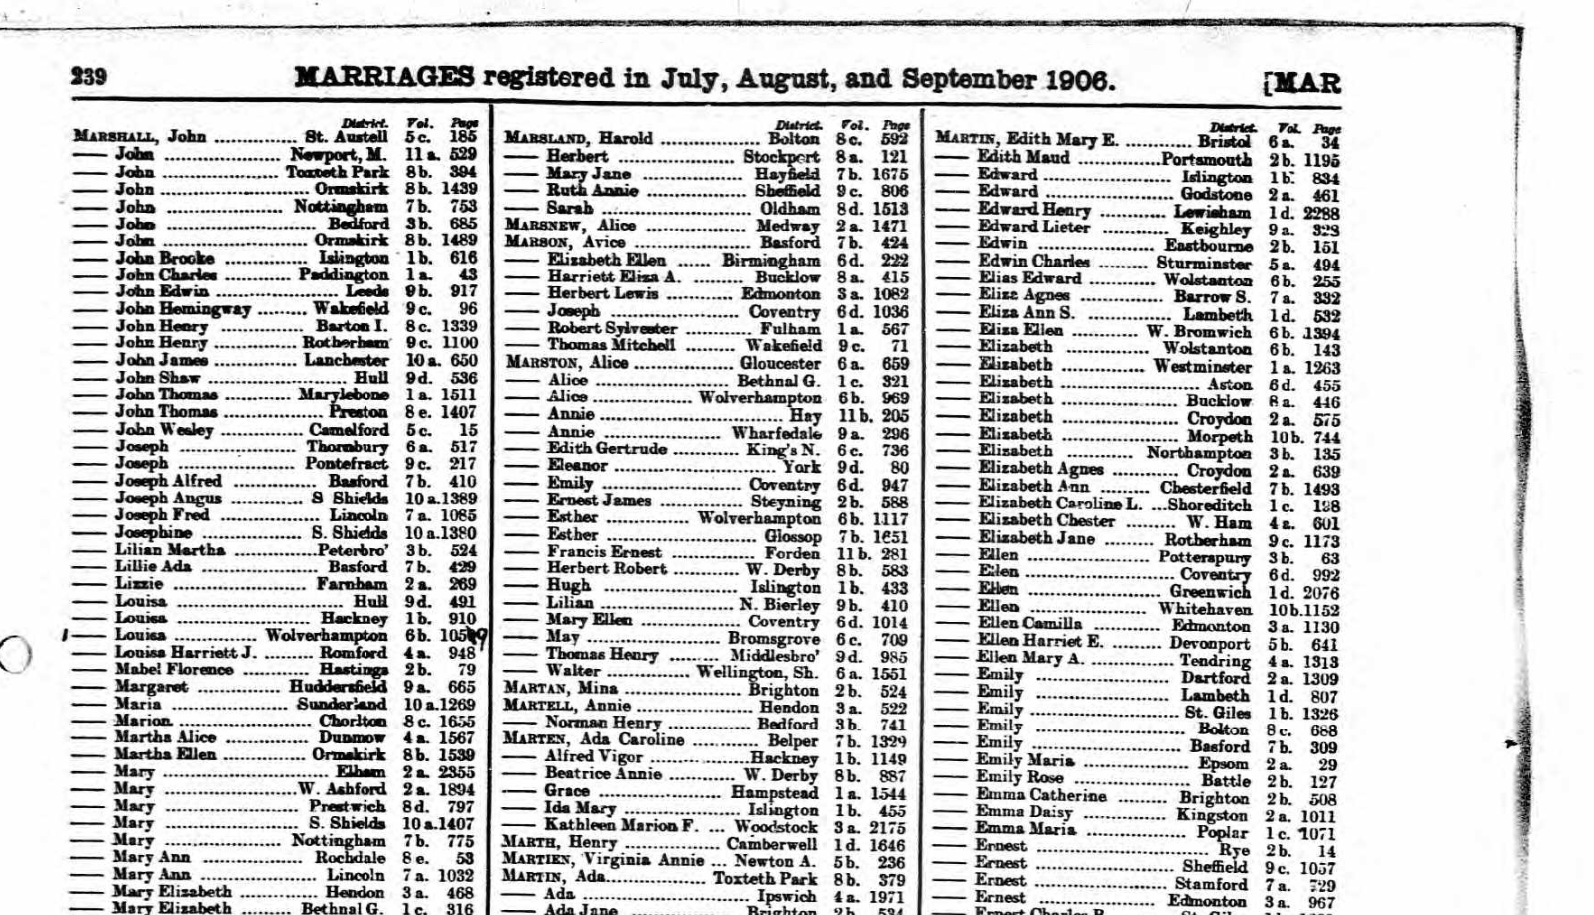 239 MARRIAGES registered in July, August, and September 1906. [MAR
District. Vol. Page
MARSHALL, John .............. St. Austell 5 c. 185
—— John .................... Newport, M. 11 a. 529
—— John .................... Toxteth Park 8 b. 394
—— John .................... Ormskirk 8 b. 1439
—— John .................... Nottingham 7 b. 753
—— John .................... Bedford 3 b. 685
—— John .................... Ormskirk 8 b. 1489
—— John Brooke .............. Islington 1 b. 616
—— John Charles ........... Paddington 1 a. 43
—— John Edwin .................... Leeds 9 b. 917
—— John Hemingway ......... Wakefield 9 c. 96
—— John Henry .............. Barton I. 8 c. 1339
—— John Henry ........... Rotherham 9 c. 1100
—— John James ........... Lanchester 10 a. 650
—— John Shaw .................... Hull 9 d. 536
—— John Thomas ........... Marylebone 1 a. 1511
—— John Thomas .............. Preston 8 e. 1407
—— John Wesley .............. Camelford 5 c. 15
—— Joseph .................... Thornbury 6 a. 517
—— Joseph .................... Pontefract 9 c. 217
—— Joseph Alfred .............. Basford 7 b. 410
—— Joseph Angus ............ S Shields 10 a.1389
—— Joseph Fred .............. Lincoln 7 a. 1085
—— Josephine .............. S. Shields 10 a.1380
—— Lilian Martha ..............Peterbro' 3 b. 524
—— Lillie Ada .................... Basford 7 b. 429
—— Lizzie .................... Farnham 2 a. 269
—— Louisa .................... Hull 9 d. 491
—— Louisa .................... Hackney 1 b. 910
—— Louisa .............. Wolverhampton 6 b. 9
—— Louisa Harriett J. ......... Romford 4 a. 948
—— Mabel Florence .............. Hastings 2 b. 79
—— Margaret .............. Huddersfield 9 a. 665
—— Maria .................... Sunderland 10 a.1269
—— Marion .................... Chorlton 8 c. 1655
—— Martha Alice .............. Dunmow 4 a. 1567
—— Martha Ellen .............. Ormskirk 8 b. 1539
—— Mary .................... Elham 2 a. 2355
—— Mary ....................W. Ashford 2 a. 1894
—— Mary .................... Prestwich 8 d. 797
—— Mary .................... S. Shields 10 a.1407
—— Mary .................... Nottingham 7 b. 775
—— Mary Ann .............. Rochdale 8 e. 53
—— Mary Ann .................... Lincoln 7 a. 1032
—— Mary Elizabeth .............. Hendon 3 a. 468
—— Mary Elizabeth ......... Bethnal G. 1 c. 316
District. Vol. Page
MARSLAND, Harold .................. Bolton 8 c. 592
—— Herbert .................... Stockport 8 a. 121
—— Mary Jane .................... Hayfield 7 b. 1675
—— Ruth Annie .................... Sheffield 9 c. 806
—— Sarah .................... Oldham 8 d. 1513
MARSNEW, Alice .................... Medway 2 a. 1471
MARSON, Avice .................... Basford 7 b. 424
—— Elizabeth Ellen ...... Birmingham 6 d. 222
—— Harriett Eliza A. ......... Bucklow 8 a. 415
—— Herbert Lewis ............ Edmonton 3 a. 1082
—— Joseph .................... Coventry 6 d. 1036
—— Robert Sylvester ............ Fulham 1 a. 567
—— Thomas Mitchell ......... Wakefield 9 c. 71
MARSTON, Alice .................. Gloucester 6 a. 659
—— Alice .................... Bethnal G. 1 c. 321
—— Alice ....................Wolverhampton 6 b. 969
—— Annie .................... Hay 11 b. 205
—— Annie .................... Wharfedale 9 a. 296
—— Edith Gertrude ............ King's N. 6 c. 736
—— Eleanor .................... York 9 d. 80
—— Emily .................... Coventry 6 d. 947
—— Ernest James .............. Steyning 2 b. 588
—— Esther ............... Wolverhampton 6 b. 1117
—— Esther .................... Glossop 7 b. 1651
—— Francis Ernest .............. Forden 11 b. 281
—— Herbert Robert ............ W. Derby 8 b. 583
—— Hugh .................... Islington 1 b. 433
—— Lilian .................... N. Bierley 9 b. 410
—— Mary Ellen .............. Coventry 6 d. 1014
—— May .................... Bromsgrove 6 c. 709
—— Thomas Henry ......... Middlesbro' 9 d. 985
—— Walter ............... Wellington, Sh. 6 a. 1551
MARTAN, Mina .................... Brighton 2 b. 524
MARTELL, Annie .................... Hendon 3 a. 522
—— Norman Henry .............. Bedford 3 b. 741
MARTEN, Ada Caroline ............ Belper 7 b. 1329
—— Alfred Vigor ..............Hackney 1 b. 1149
—— Beatrice Annie ............ W. Derby 8 b. 887
—— Grace .................... Hampstead 1 a. 1544
—— Ida Mary .................... Islington 1 b. 455
—— Kathleen Marion F. ... Woodstock 3 a. 2175
MARTH, Henry .................. Camberwell 1 d. 1646
MARTIEN, Virginia Annie ... Newton A. 5 b. 236
MARTIN, Ada.................. Toxteth Park 8 b. 379
—— Ada .................... Ipswich 4 a. 1971
—— Ada Jane .................... Brighton 2 b. 534
District. Vol. Page
MARTIN, Edith Mary E. ............ Bristol 6 a. 34
—— Edith Maud ..............Portsmouth 2 b. 1195
—— Edward .................... Islington 1 b. 834
—— Edward .................... Godstone 2 a. 461
—— Edward Henry ............ Lewisham 1 d. 2288
—— Edward Lieter ............ Keighley 9 a. 323
—— Edwin .................... Eastbourne 2 b. 151
—— Edwin Charles ......... Sturminster 5 a. 494
—— Elias Edward ............ Wolstanton 6 b. 255
—— Eliza Agnes ............... Barrow S. 7 a. 332
—— Eliza Ann S. .............. Lambeth 1 d. 532
—— Eliza Ellen ......... W. Bromwich 6 b. 1394
—— Elizabeth .............. Wolstanton 6 b. 143
—— Elizabeth .............. Westminster 1 a. 1263
—— Elizabeth .................... Aston 6 d. 455
—— Elizabeth .................... Bucklow 8 a. 446
—— Elizabeth .................... Croydon 2 a. 575
—— Elizabeth .................... Morpeth 10 b. 744
—— Elizabeth ............ Northampton 3 b. 135
—— Elizabeth Agnes ............ Croydon 2 a. 639
—— Elizabeth Ann ......... Chesterfield 7 b. 1493
—— Elizabeth Caroline L. ...Shoreditch 1 c. 128
—— Elizabeth Chester ......... W. Ham 4 a. 601
—— Elizabeth Jane ......... Rotherham 9 c. 1173
—— Ellen .................... Potterspury 3 b. 63
—— Ellen .................... Coventry 6 d. 992
—— Ellen .................... Greenwich 1 d. 2076
—— Ellen .................... Whitehaven 10 b.1152
—— Ellen Camilla ............ Edmonton 3 a. 1130
—— Ellen Harriet E. ......... Devonport 5 b. 641
—— Ellen Mary A. .............. Tendring 4 a. 1313
—— Emily .................... Dartford 2 a. 1309
—— Emily .................... Lambeth 1 d. 807
—— Emily .................... St. Giles 1 b. 1326
—— Emily .................... Bolton 8 c. 688
—— Emily .................... Basford 7 b. 309
—— Emily Maria .............. Epsom 2 a. 29
—— Emily Rose .................... Battle 2 b. 127
—— Emma Catherine ......... Brighton 2 b. 508
—— Emma Daisy .............. Kingston 2 a. 1011
—— Emma Maria .............. Poplar 1 c. 1071
—— Ernest .................... Rye 2 b. 14
—— Ernest .................... Sheffield 9 c. 1057
—— Ernest .................... Stamford 7 a. 729
—— Ernest .................... Edmonton 3 a. 967